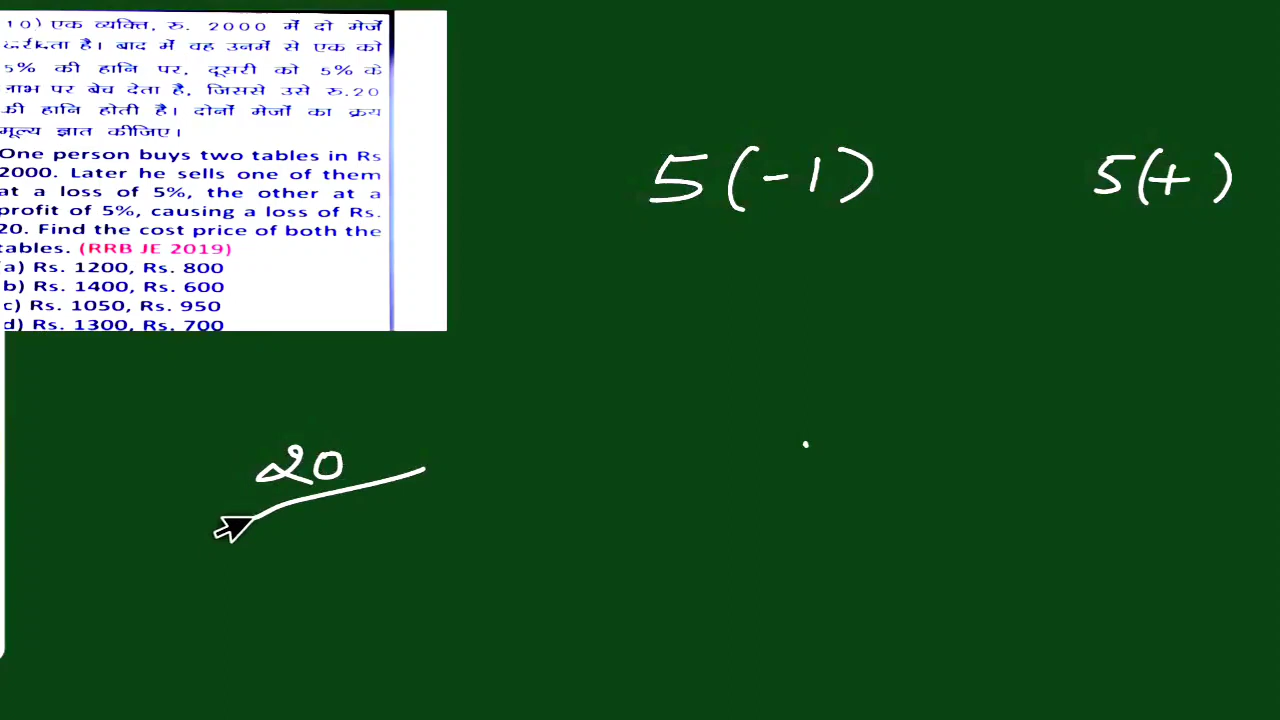 10) एक व्यक्ति, रु. 2000 में दो मेजें
खरीदता है। बाद में वह उनमें से एक को
5% की हानि पर, दूसरी को 5% के
लाभ पर बेच देता है, जिससे उसे रु.20
की हानि होती है। दोनों मेजों का क्रय
मूल्य ज्ञात कीजिए।
One person buys two tables in Rs
2000. Later he sells one of them
at a loss of 5%, the other at a
profit of 5%, causing a loss of Rs.
20. Find the cost price of both the
tables. (RRB JE 2019)
a) Rs. 1200, Rs. 800
b) Rs. 1400, Rs. 600
c) Rs. 1050, Rs. 950
d) Rs. 1300, Rs. 700
5(-1) 5(+ )
20